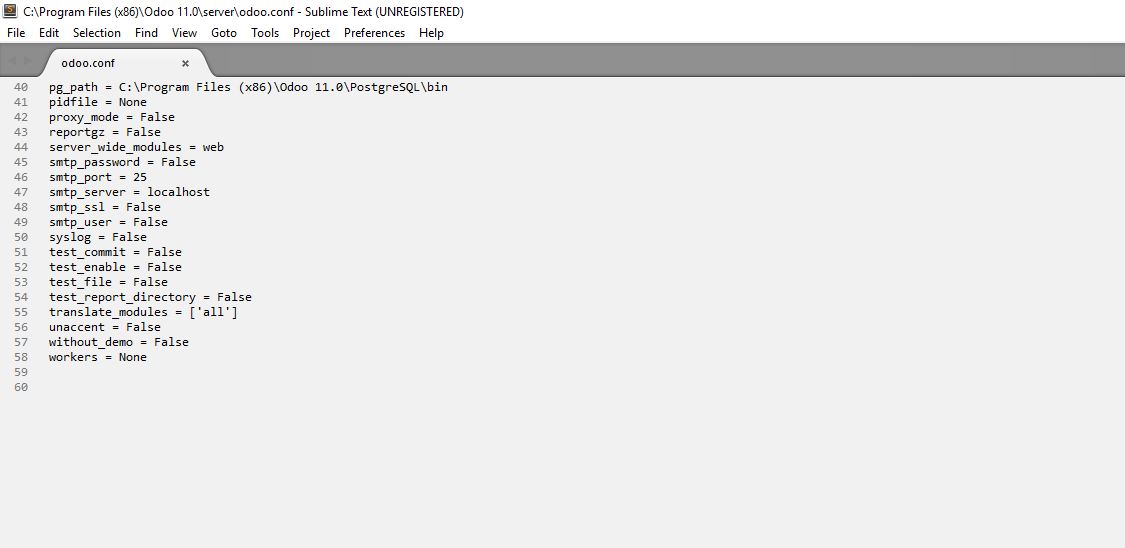 C:\Program Files (x86)\Odoo 11.0\server\odoo.conf - Sublime Text (UNREGISTERED)
File Edit Selection Find View Goto Tools Project Preferences Help
odoo.conf
40 pg_path = C:\Program Files (x86)\Odoo 11.0\PostgreSQL\bin
41 pidfile = None
42 proxy_mode = False
43 reportgz = False
44 server_wide_modules = web
45 smtp_password = False
46 smtp_port = 25
47 smtp_server = localhost
48 smtp_ssl = False
49 smtp_user = False
50 syslog = False
51 test_commit = False
52 test_enable = False
53 test_file = False
54 test_report_directory = False
55 translate_modules = ['all']
56 unaccent = False
57 without_demo = False
58 workers = None
59
60